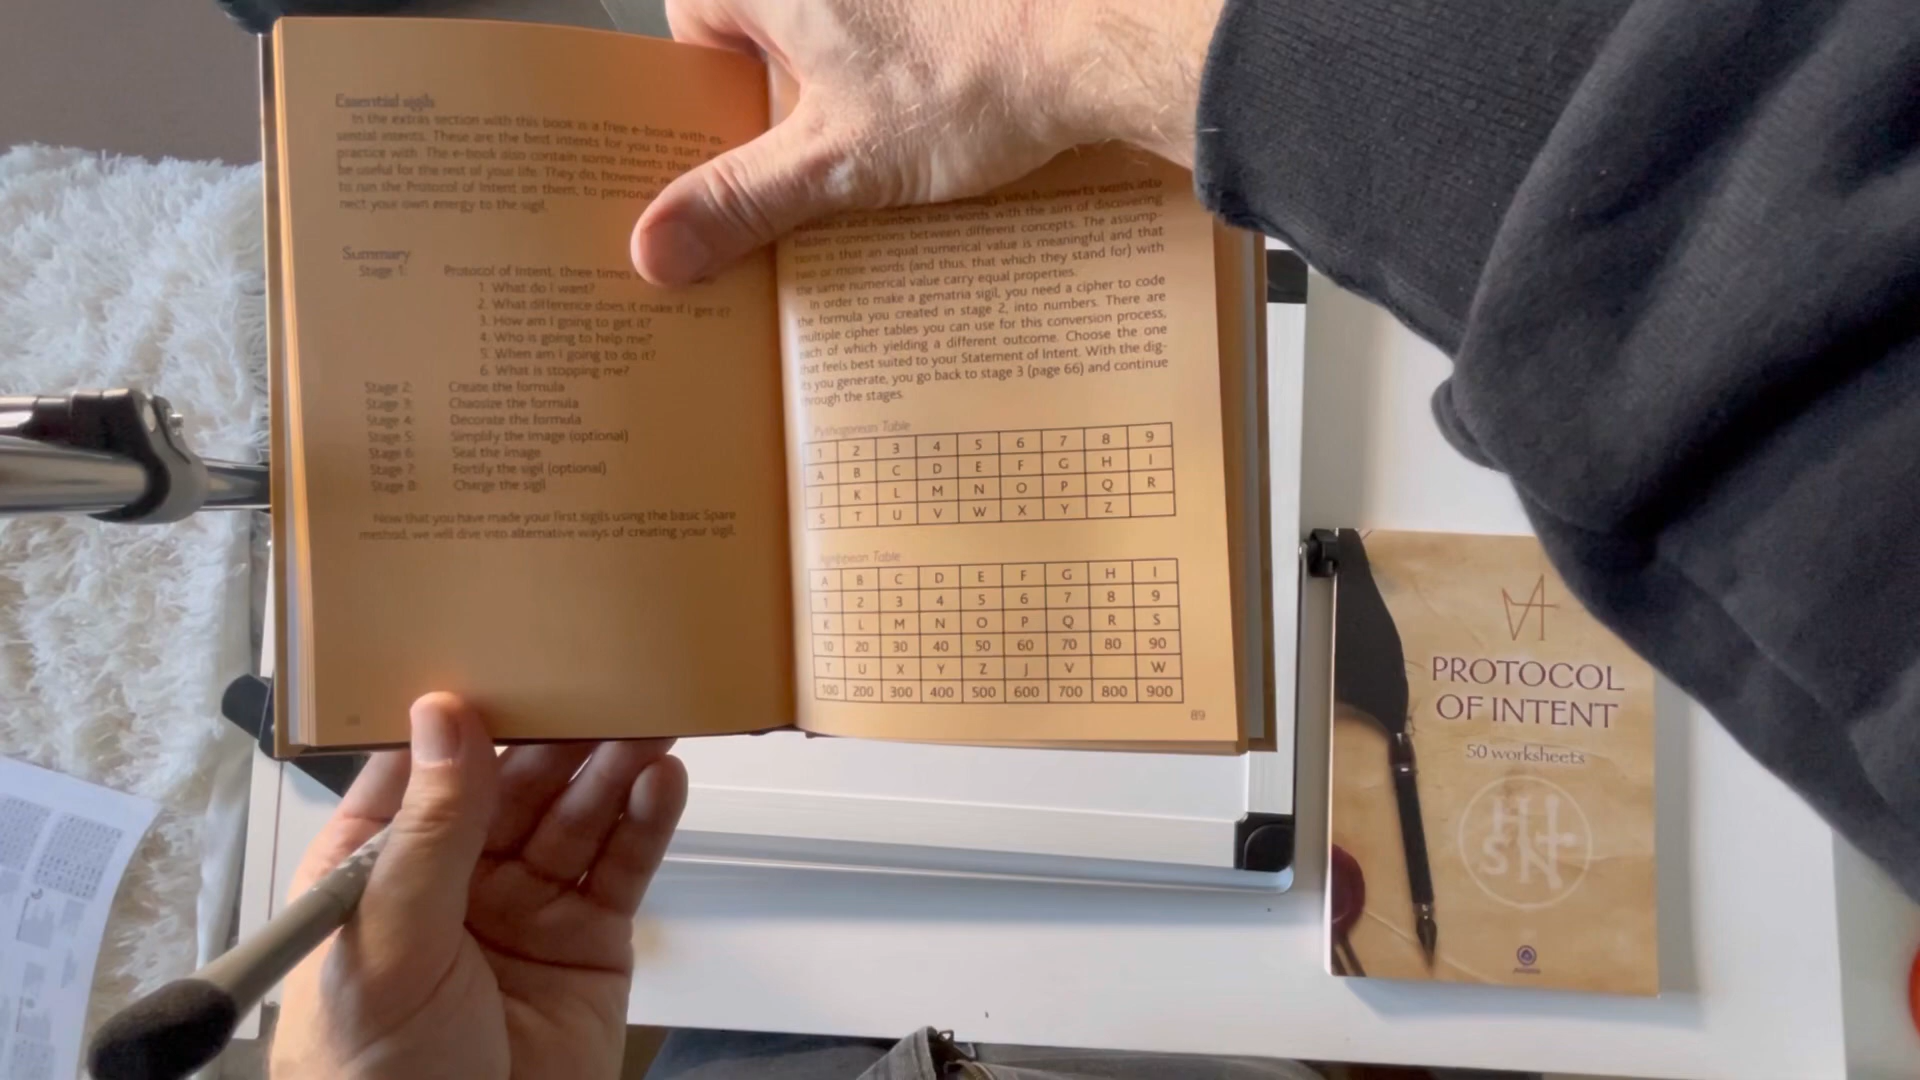 Essential sigils
In the extras section with this book is a free e-book with es-
sential intents. These are the best intents for you to start
practice with. The e-book also contain some intents that
be useful for the rest of your life. They do, however,
to run the Protocol of Intent on them, to
nect your own energy to the sigil.
Summary
Stage 1: Protocol of Intent, three times
1. What do I want?
2. What difference does it make if I get it?
3. How am I going to get it?
4. Who is going to help me?
5. When am I going to do it?
6. What is stopping me?
Stage 2: Create the formula
Stage 3: Chaosize the formula
Stage 4: Decorate the formula
Stage 5: Simplify the image (optional)
Stage 6: Seal the image
Stage 7: Fortify the sigil (optional)
Stage 8: Charge the sigil
Now that you have made your first sigils using the basic Spare
method, we will dive into alternative ways of creating your sigil.
88
which converts words into
numbers and numbers into words with the aim of discovering
hidden connections between different concepts. The assump-
tions is that an equal numerical value is meaningful and that
two or more words (and thus, that which they stand for) with
the same numerical value carry equal properties.
In order to make a gematria sigil, you need a cipher to code
the formula you created in stage 2, into numbers. There are
multiple cipher tables you can use for this conversion process,
each of which yielding a different outcome. Choose the one
that feels best suited to your Statement of Intent. With the dig-
its you generate, you go back to stage 3 (page 66) and continue
through the stages.
Pythagorean Table
1 2 3 4 5 6 7 8 9
A B C D E F G H I
J K L M N O P Q R
S T U V W X Y Z
Table
A B C D E F G H I
1 2 3 4 5 6 7 8 9
K L M N O P Q R S
10 20 30 40 50 60 70 80 90
T U X Y Z J V W
100 200 300 400 500 600 700 800 900
89
PROTOCOL
OF INTENT
50 worksheets